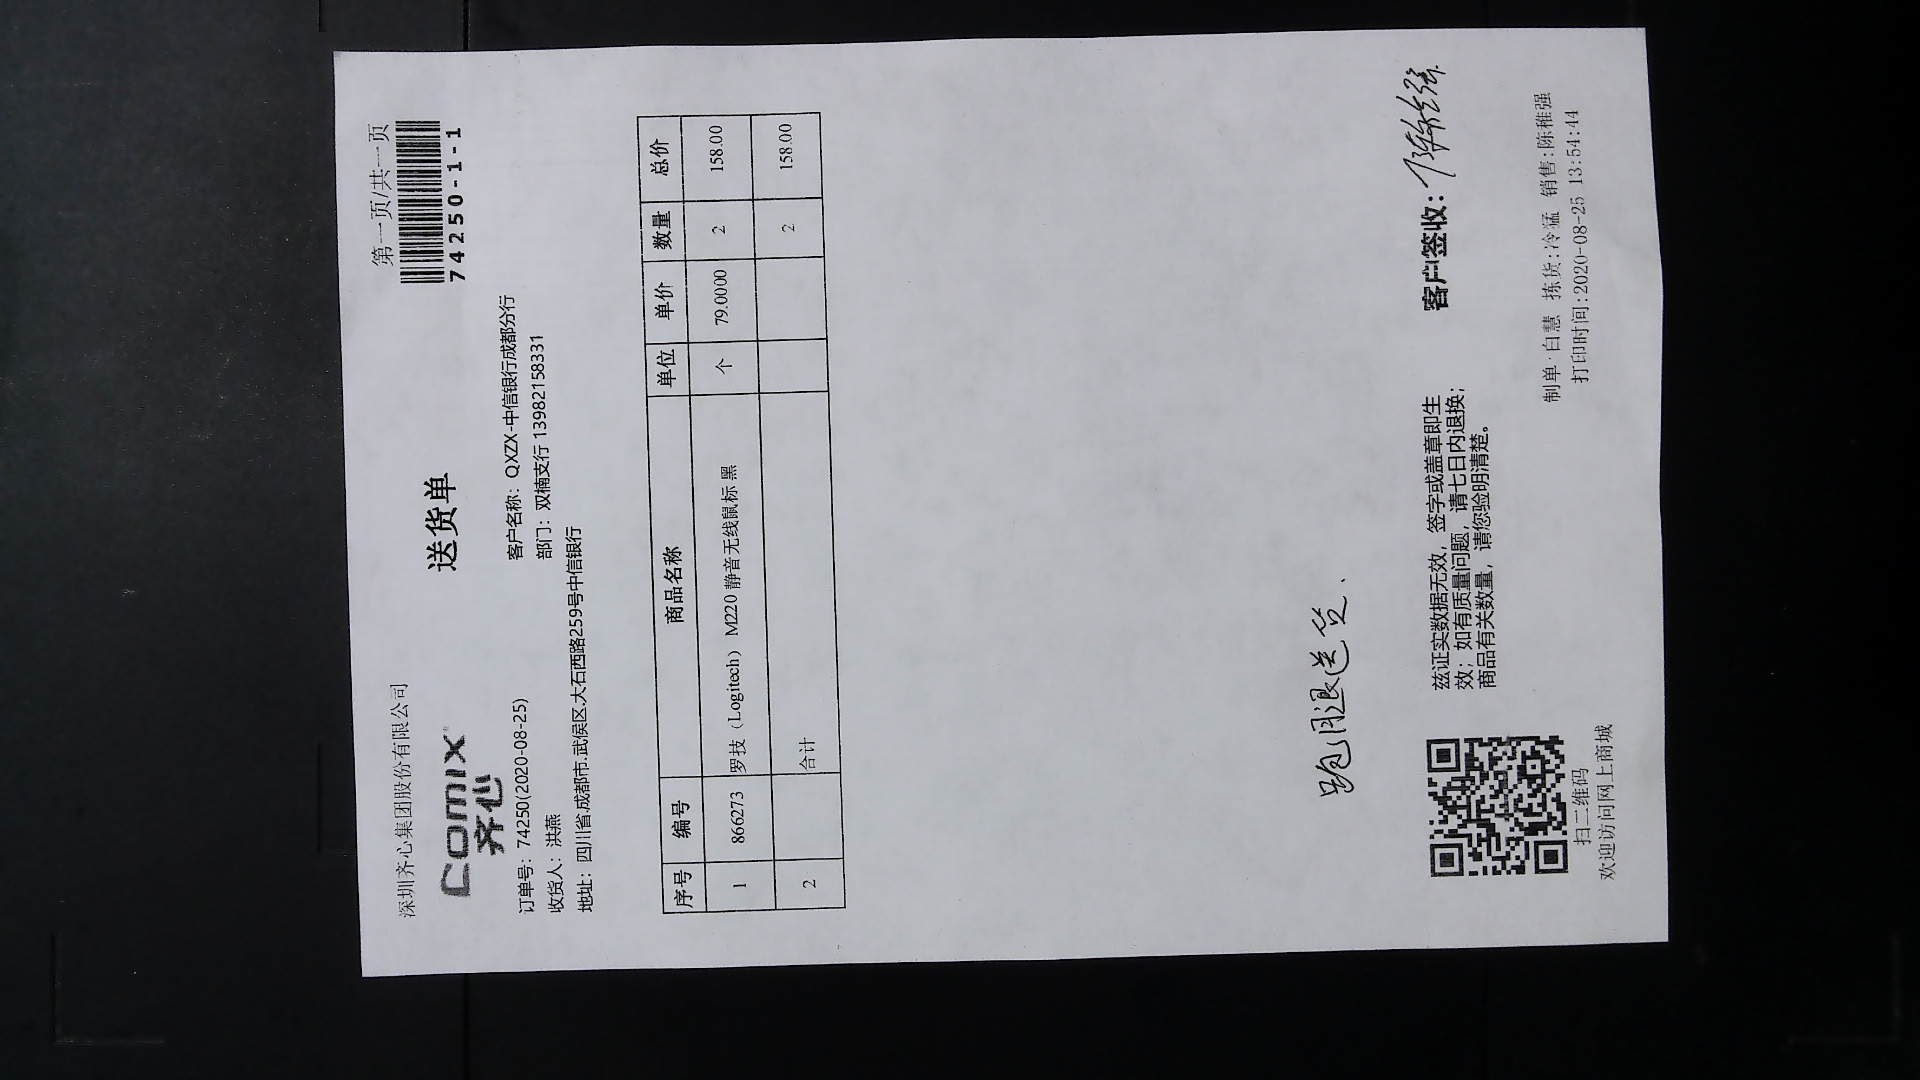 深圳齐心集团股份有限公司
第一页/共一页
comix
齐心
送货单
74250-1-1
订单号：74250(2020-08-25)
客户名称：QXZX-中信银行成都分行
收货人：洪燕
部门：双楠支行 13982158331
地址：四川省.成都市.武侯区.大石西路259号中信银行
序号 编号 商品名称 单位 单价 数量 总价
1 866273 罗技（Logitech） M220 静音无线鼠标 黑 个 79.0000 2 158.00
2 合计 2 158.00
跑腿送货.
兹证实数据无效，签字或盖章即生
效；如有质量问题，请七日内退换；
商品有关数量，请您验明清楚。
客户签收：
扫二维码
欢迎访问网上商城
制单:白慧 拣货:冷猛 销售:陈稚强
打印时间:2020-08-25 13:54:44